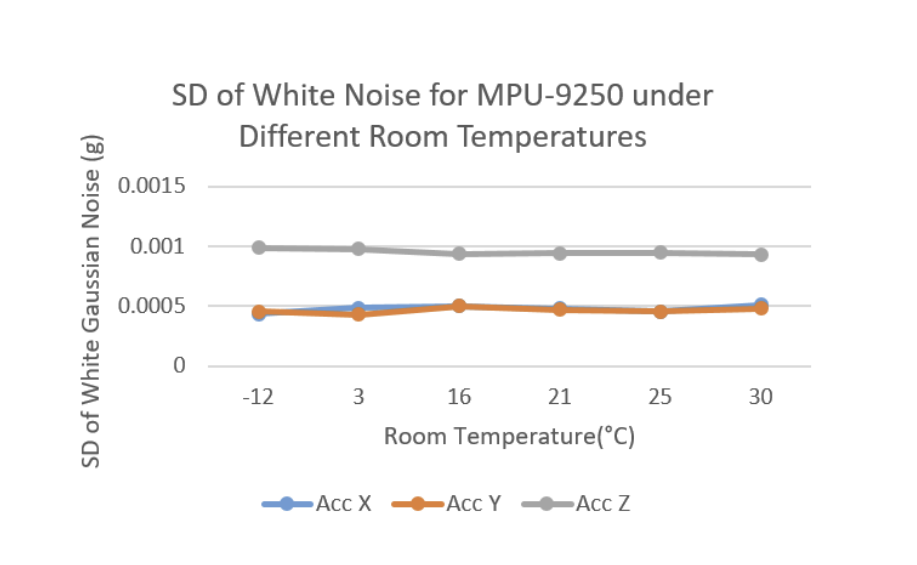 SD of White Noise for MPU-9250 under
Different Room Temperatures
SD of White Gaussian Noise (g)
0.0015
0.001
0.0005
0
-12 3 16 21 25 30
Room Temperature(°C)
Acc X Acc Y Acc Z